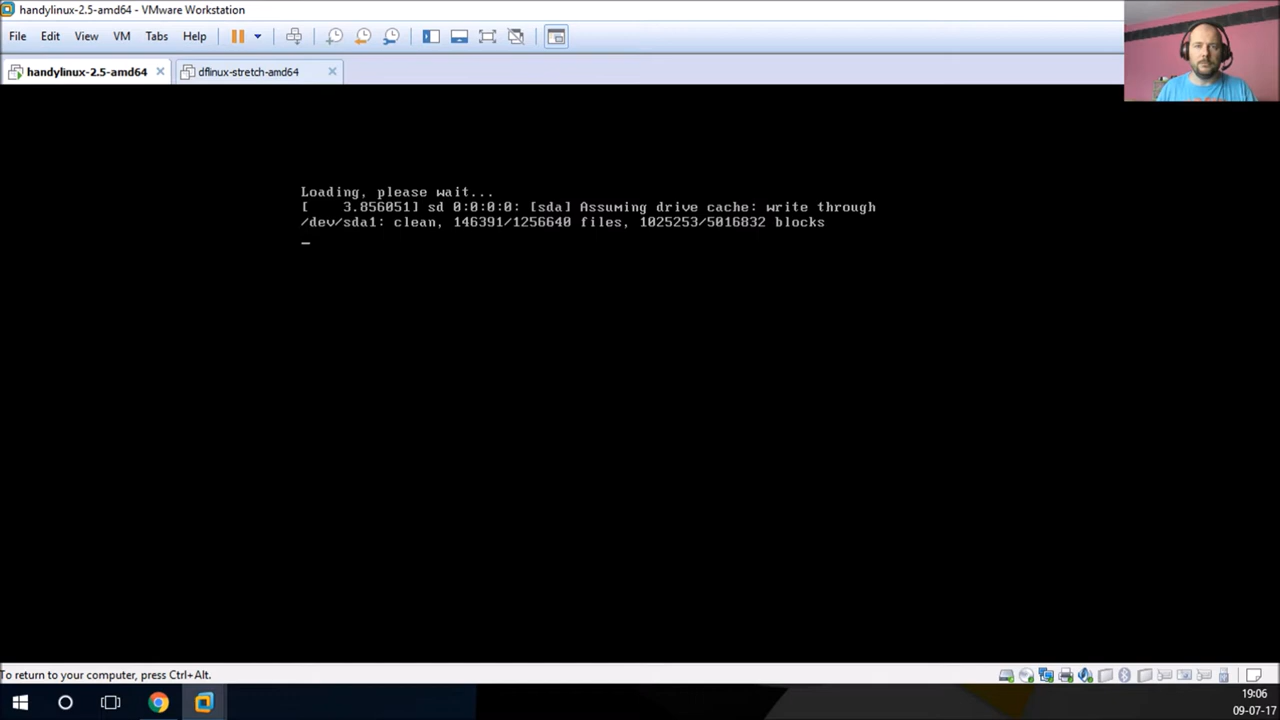 handylinux-2.5-amd64 - VMware Workstation
File Edit View VM Tabs Help
handylinux-2.5-amd64 dflinux-stretch-amd64
Loading, please wait...
[    3.856051] sd 0:0:0:0: [sda] Assuming drive cache: write through
/dev/sda1: clean, 146391/1256640 files, 1025253/5016832 blocks
To return to your computer, press Ctrl+Alt.
19:06
09-07-17